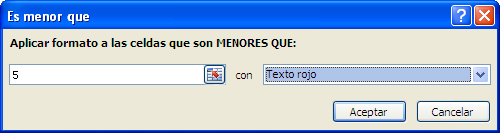 Es menor que
Aplicar formato a las celdas que son MENORES QUE:
5 con Texto rojo
Aceptar Cancelar